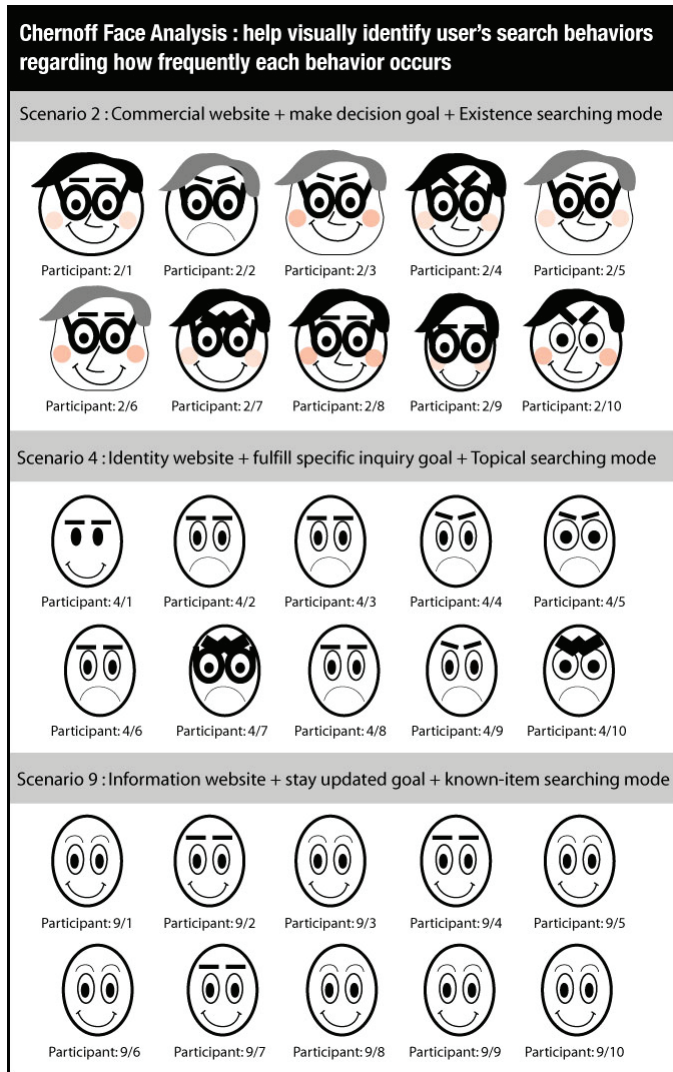 Chernoff Face Analysis : help visually identify user’s search behaviors
regarding how frequently each behavior occurs
Scenario 2 : Commercial website + make decision goal + Existence searching mode
Participant: 2/1 Participant: 2/2 Participant: 2/3 Participant: 2/4 Participant: 2/5
Participant: 2/6 Participant: 2/7 Participant: 2/8 Participant: 2/9 Participant: 2/10
Scenario 4 : Identity website + fulfill specific inquiry goal + Topical searching mode
Participant: 4/1 Participant: 4/2 Participant: 4/3 Participant: 4/4 Participant: 4/5
Participant: 4/6 Participant: 4/7 Participant: 4/8 Participant: 4/9 Participant: 4/10
Scenario 9 : Information website + stay updated goal + known-item searching mode
Participant: 9/1 Participant: 9/2 Participant: 9/3 Participant: 9/4 Participant: 9/5
Participant: 9/6 Participant: 9/7 Participant: 9/8 Participant: 9/9 Participant: 9/10